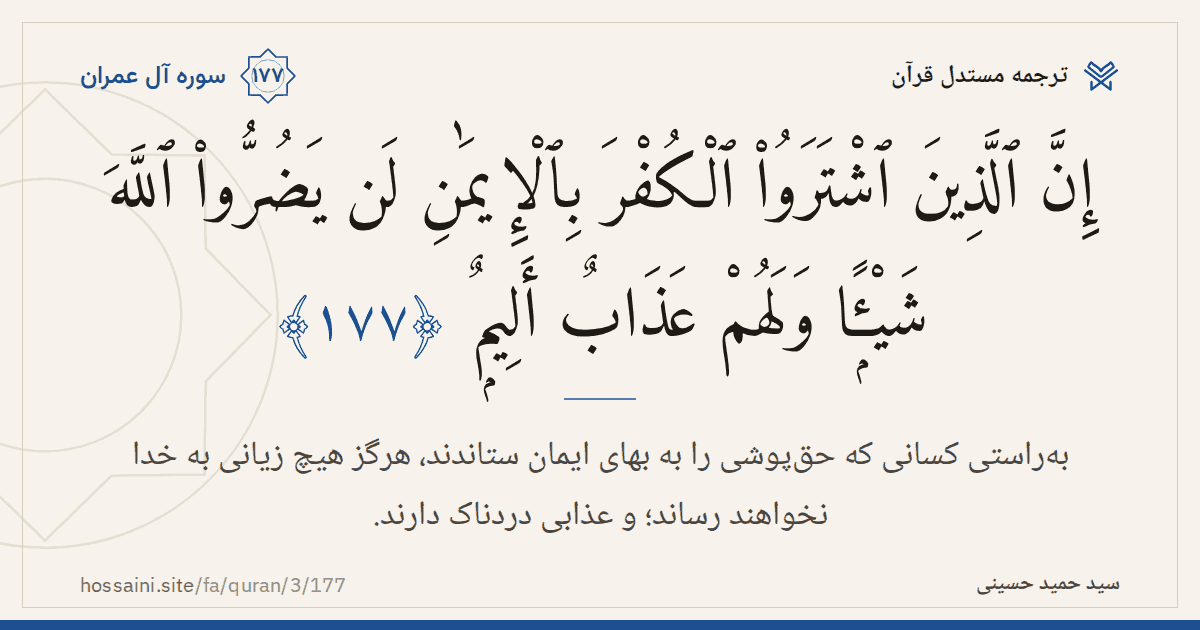 ترجمه مستدل قرآن
۱۷۷ سوره آل عمران
إِنَّ ٱلَّذِينَ ٱشْتَرَوُا۟ ٱلْكُفْرَ بِٱلْإِيمَٰنِ لَن يَضُرُّوا۟ ٱللَّهَ
شَيْـًٔا وَلَهُمْ عَذَابٌ أَلِيمٌ ﴿١٧٧﴾
به‌راستی کسانی که حق‌پوشی را به بهای ایمان ستاندند، هرگز هیچ زیانی به خدا
نخواهند رساند؛ و عذابی دردناک دارند.
سید حمید حسینی
hossaini.site/fa/quran/3/177